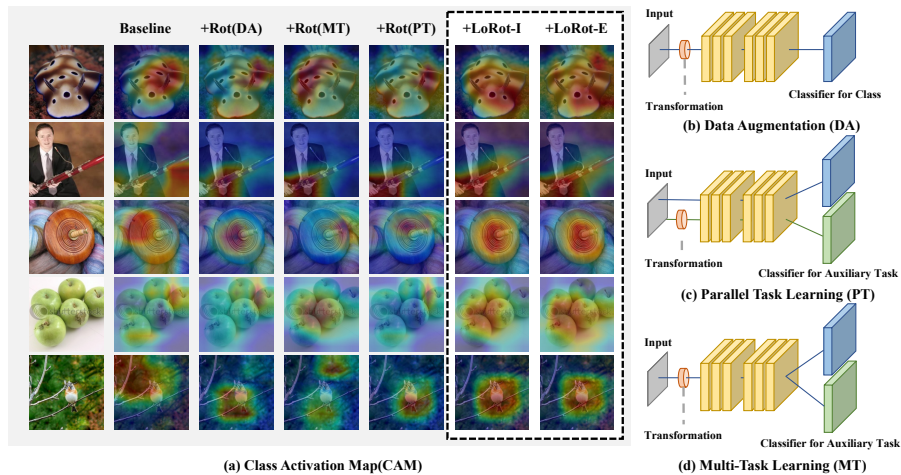 Baseline
+Rot(DA)
+Rot(MT)
+Rot(PT)
+LoRot-I
+LoRot-E
(a) Class Activation Map(CAM)
Input
Transformation
Classifier for Class
(b) Data Augmentation (DA)
Input
Transformation
Classifier for Auxiliary Task
(c) Parallel Task Learning (PT)
Input
Transformation
Classifier for Auxiliary Task
(d) Multi-Task Learning (MT)